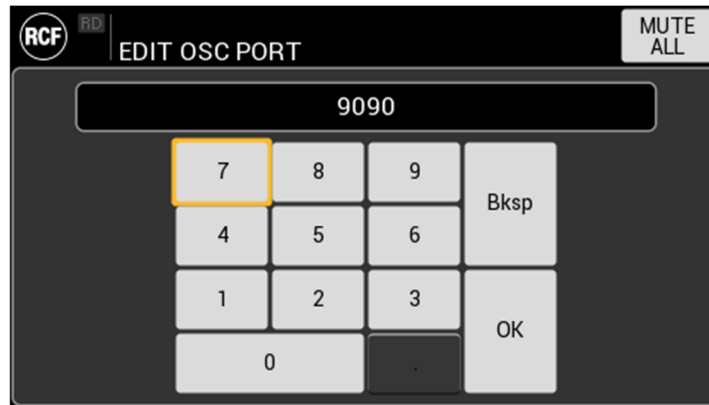 RCF
RD
EDIT OSC PORT
MUTE
ALL
9090
7 8 9
Bksp
4 5 6
1 2 3
OK
0 .